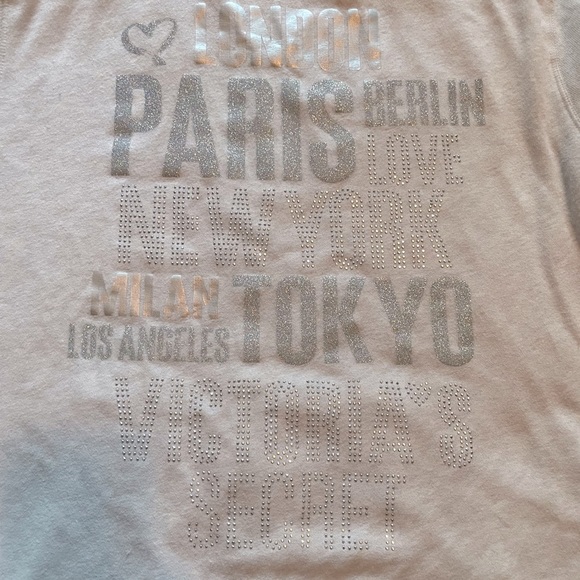 LONDON
PARIS BERLIN
LOVE
NEW YORK
MILAN TOKYO
LOS ANGELES
VICTORIA'S
SECRET